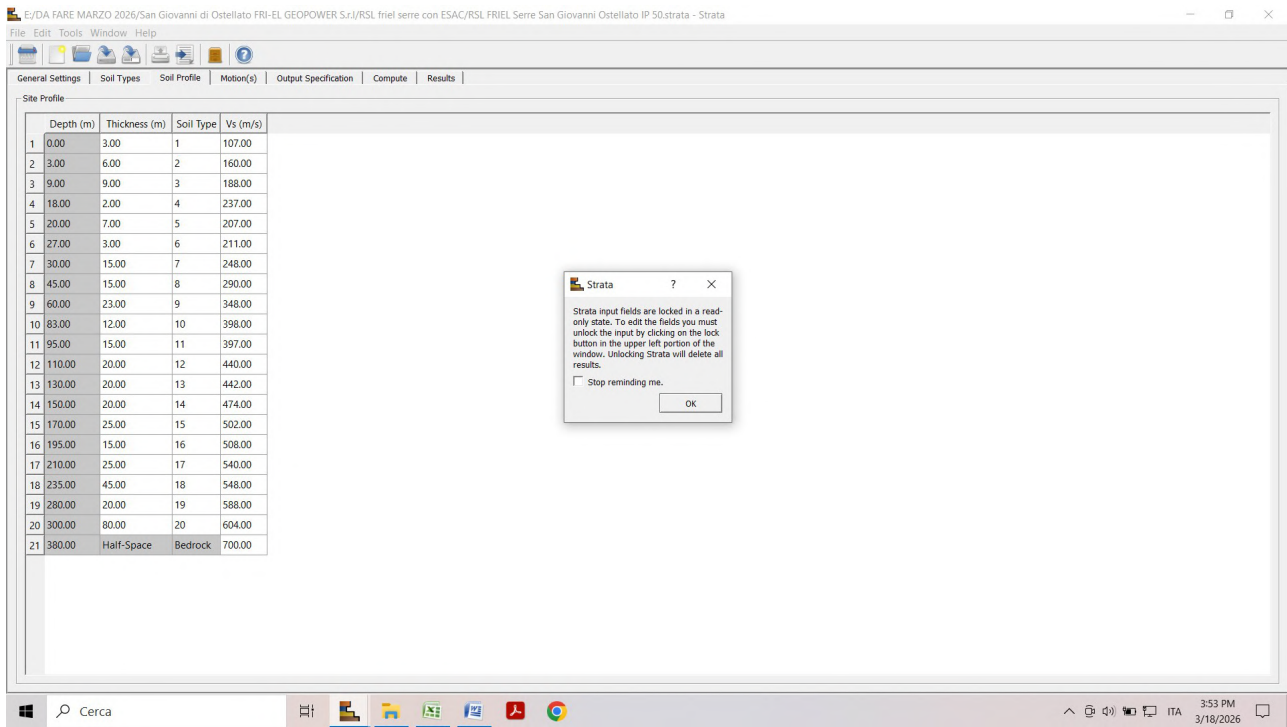 E:/DA FARE MARZO 2026/San Giovanni di Ostellato FRI-EL GEOPOWER S.r.l/RSL friel serre con ESAC/RSL FRIEL Serre San Giovanni Ostellato IP 50.strata - Strata
File Edit Tools Window Help
General Settings Soil Types Soil Profile Motion(s) Output Specification Compute Results
Site Profile
Depth (m) Thickness (m) Soil Type Vs (m/s)
1 0.00 3.00 1 107.00
2 3.00 6.00 2 160.00
3 9.00 9.00 3 188.00
4 18.00 2.00 4 237.00
5 20.00 7.00 5 207.00
6 27.00 3.00 6 211.00
7 30.00 15.00 7 248.00
8 45.00 15.00 8 290.00
9 60.00 23.00 9 348.00
10 83.00 12.00 10 398.00
11 95.00 15.00 11 397.00
12 110.00 20.00 12 440.00
13 130.00 20.00 13 442.00
14 150.00 20.00 14 474.00
15 170.00 25.00 15 502.00
16 195.00 15.00 16 508.00
17 210.00 25.00 17 540.00
18 235.00 45.00 18 548.00
19 280.00 20.00 19 588.00
20 300.00 80.00 20 604.00
21 380.00 Half-Space Bedrock 700.00
Strata ?
Strata input fields are locked in a read-
only state. To edit the fields you must
unlock the input by clicking on the lock
button in the upper left portion of the
window. Unlocking Strata will delete all
results.
Stop reminding me.
OK
Cerca
ITA
3:53 PM
3/18/2026